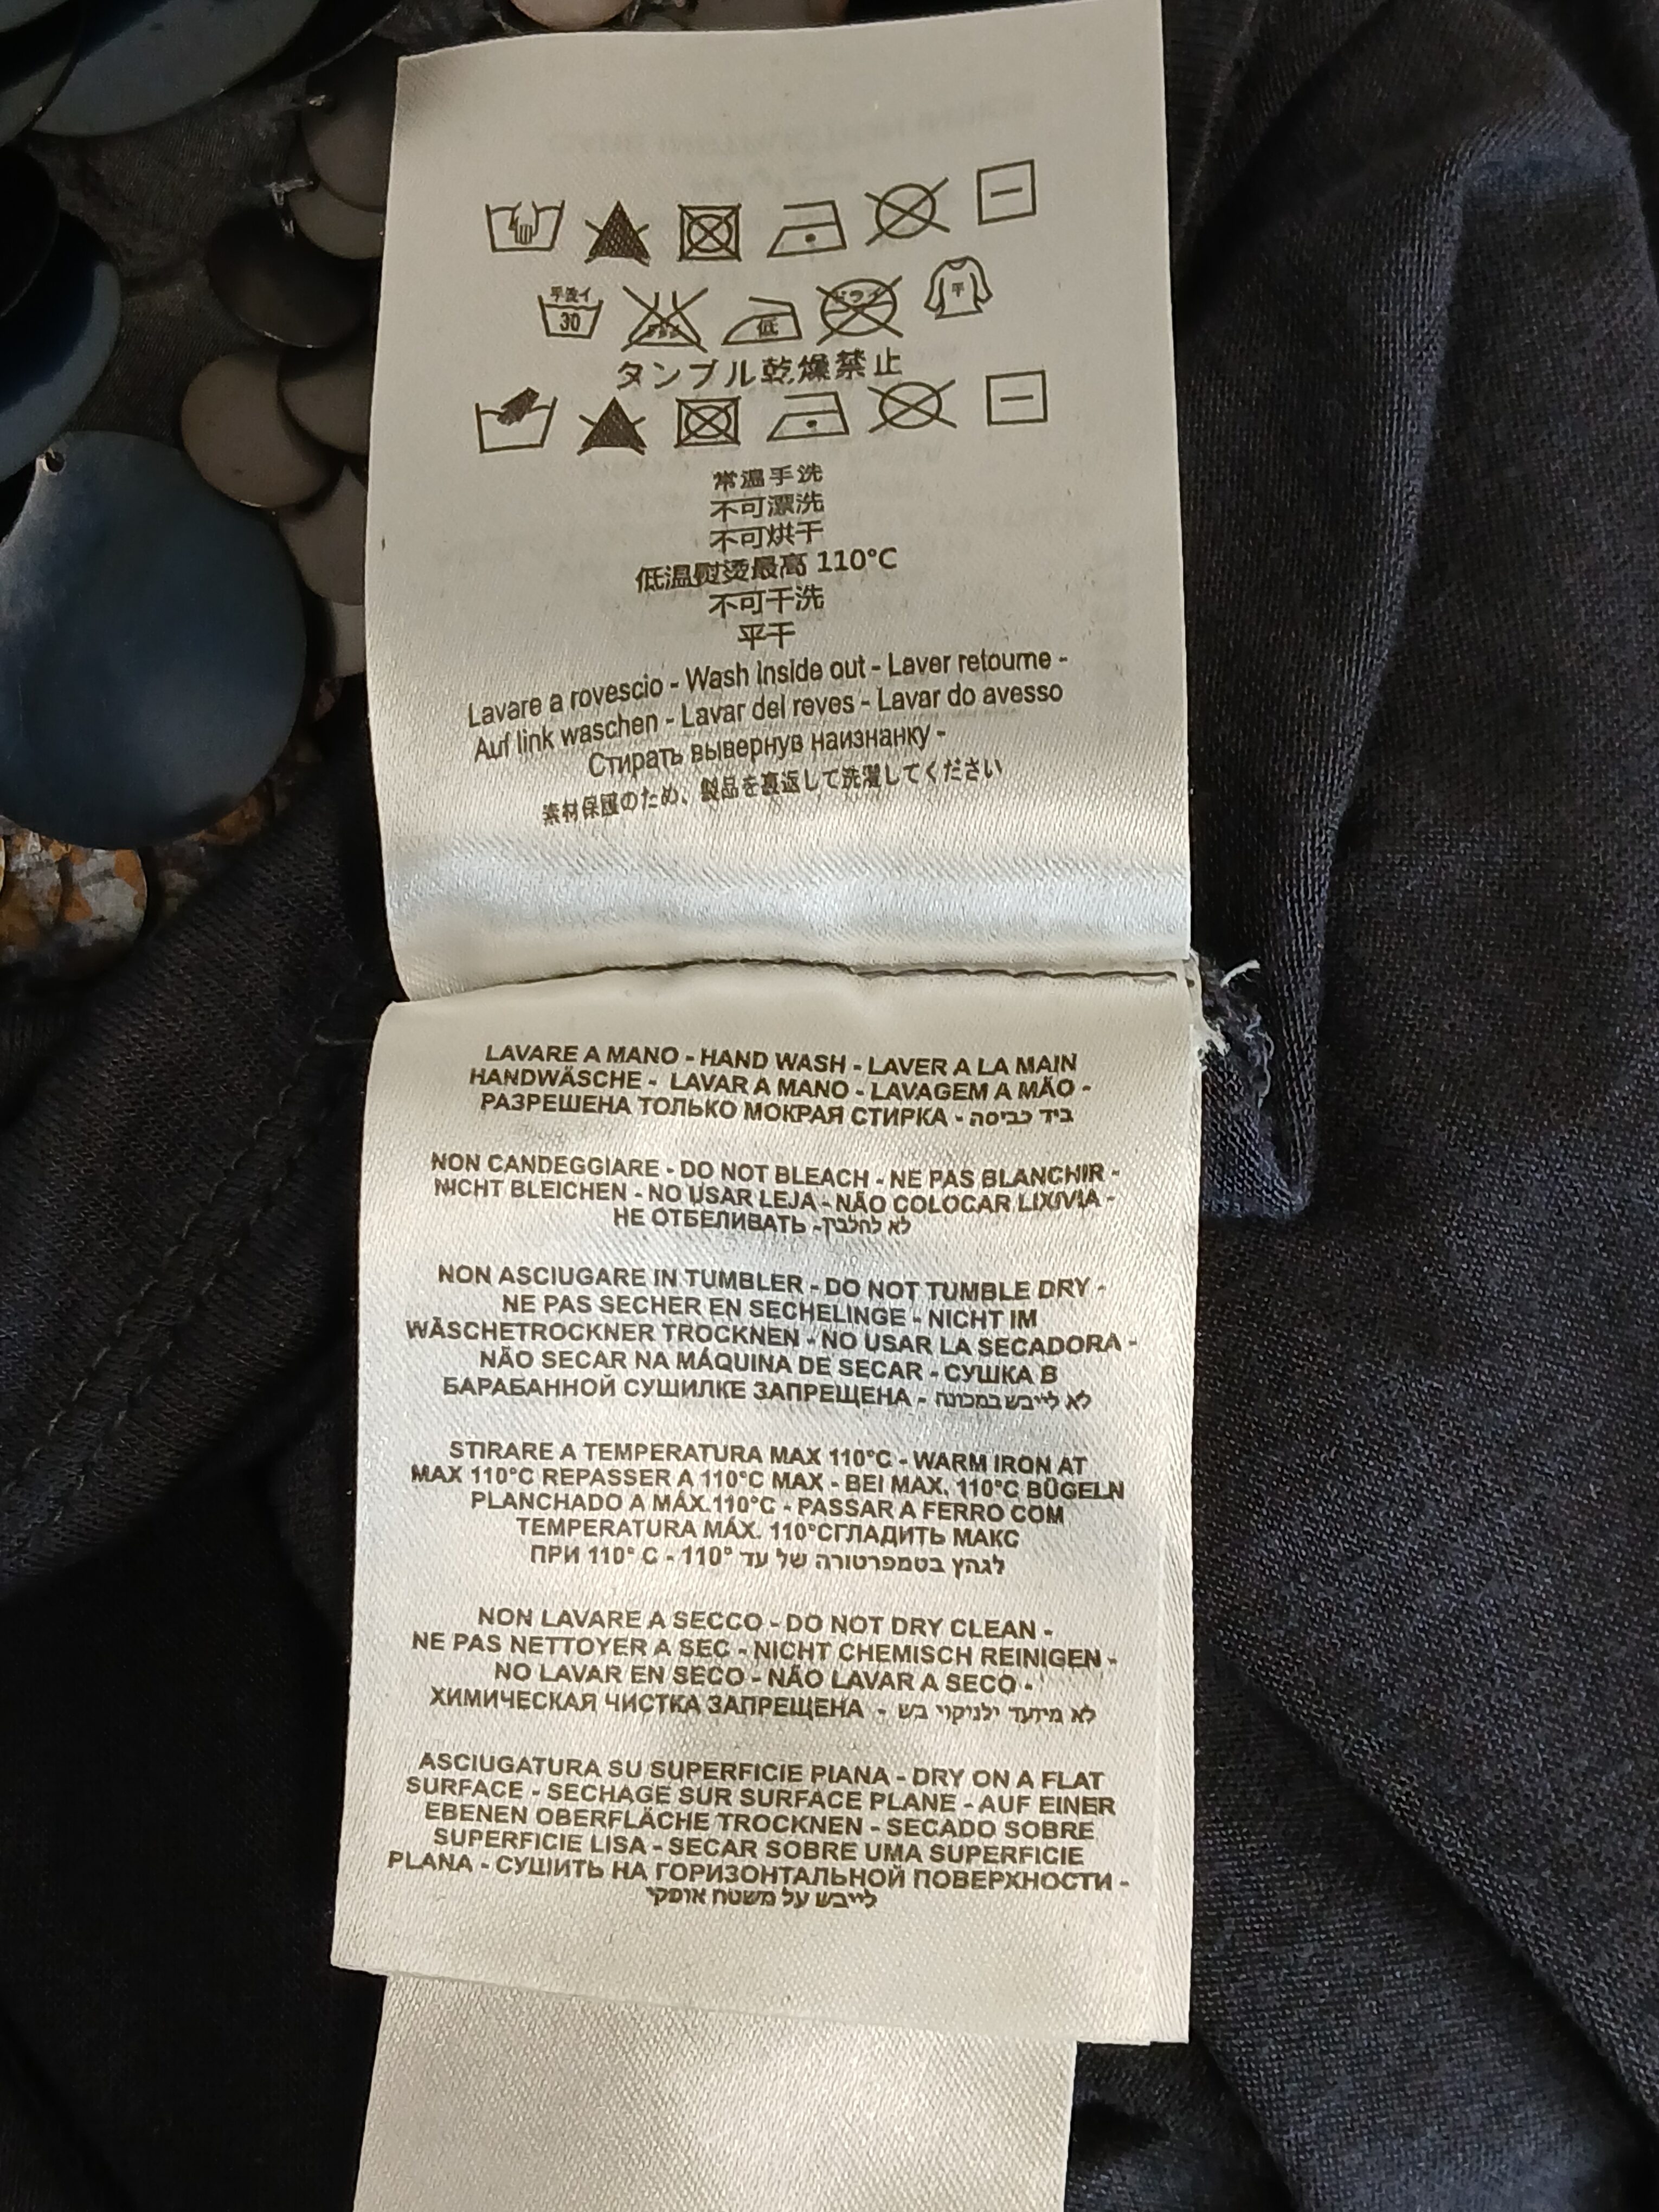 手洗イ
30
低
ドライ
平
タンブル乾燥禁止
常温手洗
不可漂洗
不可烘干
低温熨烫最高 110°C
不可干洗
平干
Lavare a rovescio - Wash inside out - Laver retourne -
Auf link waschen - Lavar del reves - Lavar do avesso
Стирать вывернув наизнанку -
素材保護のため、製品を裏返して洗濯してください
LAVARE A MANO - HAND WASH - LAVER A LA MAIN
HANDWÄSCHE - LAVAR A MANO - LAVAGEM A MÃO -
РАЗРЕШЕНА ТОЛЬКО МОКРАЯ СТИРКА - ביד כביסה
NON CANDEGGIARE - DO NOT BLEACH - NE PAS BLANCHIR -
NICHT BLEICHEN - NO USAR LEJA - NÃO COLOCAR LIXIVIA -
НЕ ОТБЕЛИВАТЬ - לא להלבין
NON ASCIUGARE IN TUMBLER - DO NOT TUMBLE DRY -
NE PAS SECHER EN SECHELINGE - NICHT IM
WÄSCHETROCKNER TROCKNEN - NO USAR LA SECADORA -
NÃO SECAR NA MÁQUINA DE SECAR - СУШКА В
БАРАБАННОЙ СУШИЛКЕ ЗАПРЕЩЕНА - לא לייבש במכונה
STIRARE A TEMPERATURA MAX 110°C - WARM IRON AT
MAX 110°C REPASSER A 110°C MAX - BEI MAX. 110°C BÜGELN
PLANCHADO A MÁX.110°C - PASSAR A FERRO COM
TEMPERATURA MÁX. 110°CГЛАДИТЬ МАКС
ПРИ 110° C - 110° לגהץ בטמפרטורה של עד
NON LAVARE A SECCO - DO NOT DRY CLEAN -
NE PAS NETTOYER A SEC - NICHT CHEMISCH REINIGEN -
NO LAVAR EN SECO - NÃO LAVAR A SECO -
ХИМИЧЕСКАЯ ЧИСТКА ЗАПРЕЩЕНА - לא מיועד ילניקוי בש
ASCIUGATURA SU SUPERFICIE PIANA - DRY ON A FLAT
SURFACE - SECHAGE SUR SURFACE PLANE - AUF EINER
EBENEN OBERFLÄCHE TROCKNEN - SECADO SOBRE
SUPERFICIE LISA - SECAR SOBRE UMA SUPERFICIE
PLANA - СУШИТЬ НА ГОРИЗОНТАЛЬНОЙ ПОВЕРХНОСТИ -
לייבש על משטח אופקי